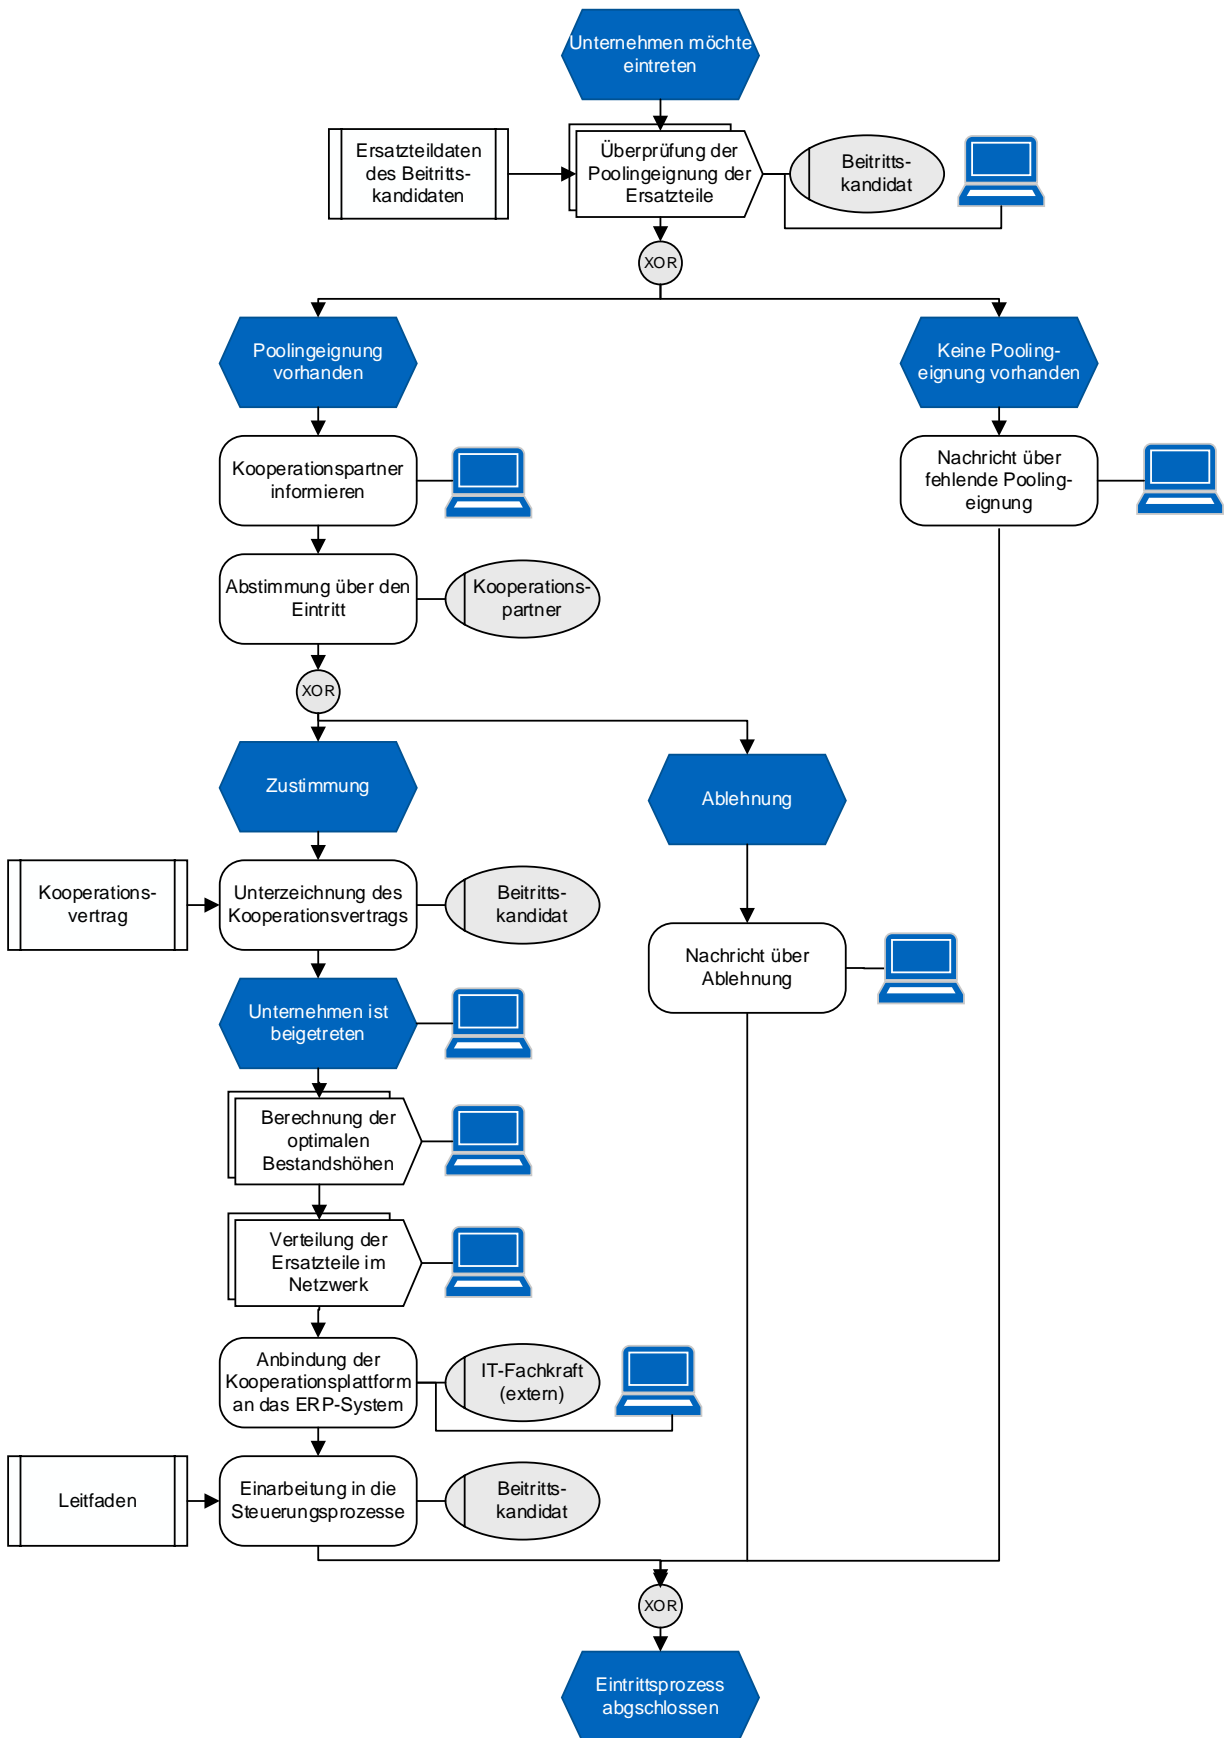 Unternehmen möchte
eintreten
Ersatzteildaten
des Beitritts-
kandidaten
Überprüfung der
Poolingeignung der
Ersatzteile
Beitritts-
kandidat
XOR
Poolingeignung
vorhanden
Keine Pooling-
eignung vorhanden
Kooperationspartner
informieren
Nachricht über
fehlende Pooling-
eignung
Abstimmung über den
Eintritt
Kooperations-
partner
XOR
Zustimmung
Ablehnung
Kooperations-
vertrag
Unterzeichnung des
Kooperationsvertrags
Beitritts-
kandidat
Nachricht über
Ablehnung
Unternehmen ist
beigetreten
Berechnung der
optimalen
Bestandshöhen
Verteilung der
Ersatzteile im
Netzwerk
Anbindung der
Kooperationsplattform
an das ERP-System
IT-Fachkraft
(extern)
Leitfaden
Einarbeitung in die
Steuerungsprozesse
Beitritts-
kandidat
XOR
Eintrittsprozess
abgschlossen